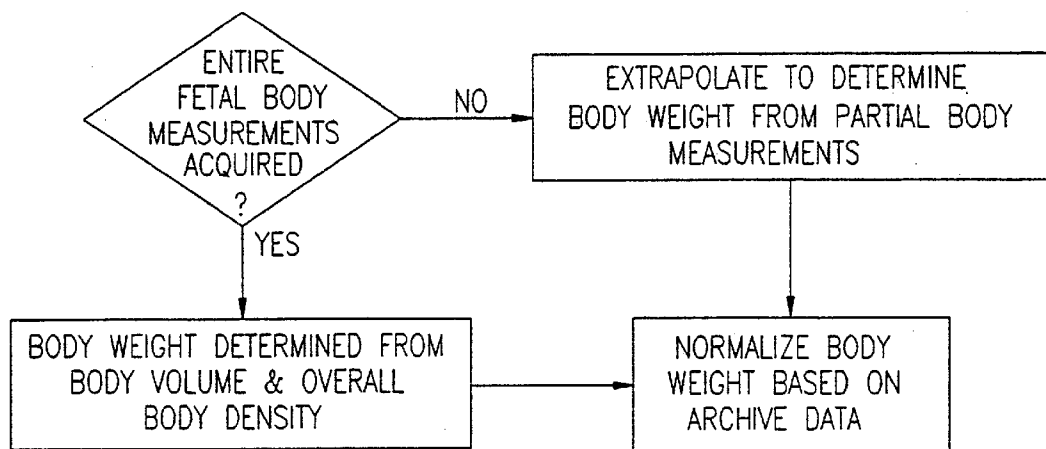 ENTIRE
FETAL BODY
MEASUREMENTS
ACQUIRED
?
NO
EXTRAPOLATE TO DETERMINE
BODY WEIGHT FROM PARTIAL BODY
MEASUREMENTS
YES
BODY WEIGHT DETERMINED FROM
BODY VOLUME & OVERALL
BODY DENSITY
NORMALIZE BODY
WEIGHT BASED ON
ARCHIVE DATA